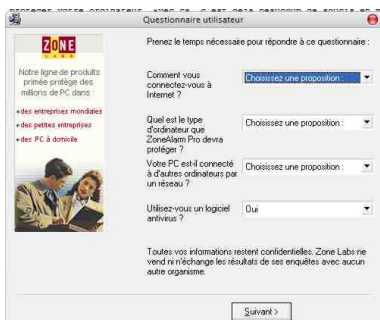 protéger votre ordinateur
Questionnaire utilisateur
ZONE
LABS
Notre ligne de produits
primée protège des
millions de PC dans :
des entreprises mondiales
des petites entreprises
des PC à domicile
Prenez le temps nécessaire pour répondre à ce questionnaire :
Comment vous
connectez-vous à
Internet ?
Choisissez une proposition :
Quel est le type
d'ordinateur que
ZoneAlarm Pro devra
protéger ?
Choisissez une proposition :
Votre PC est-il connecté
à d'autres ordinateurs par
un réseau ?
Choisissez une proposition :
Utilisez-vous un logiciel
antivirus ?
Oui
Toutes vos informations restent confidentielles. Zone Labs ne
vend ni n'échange les résultats de ses enquêtes avec aucun
autre organisme.
Suivant >